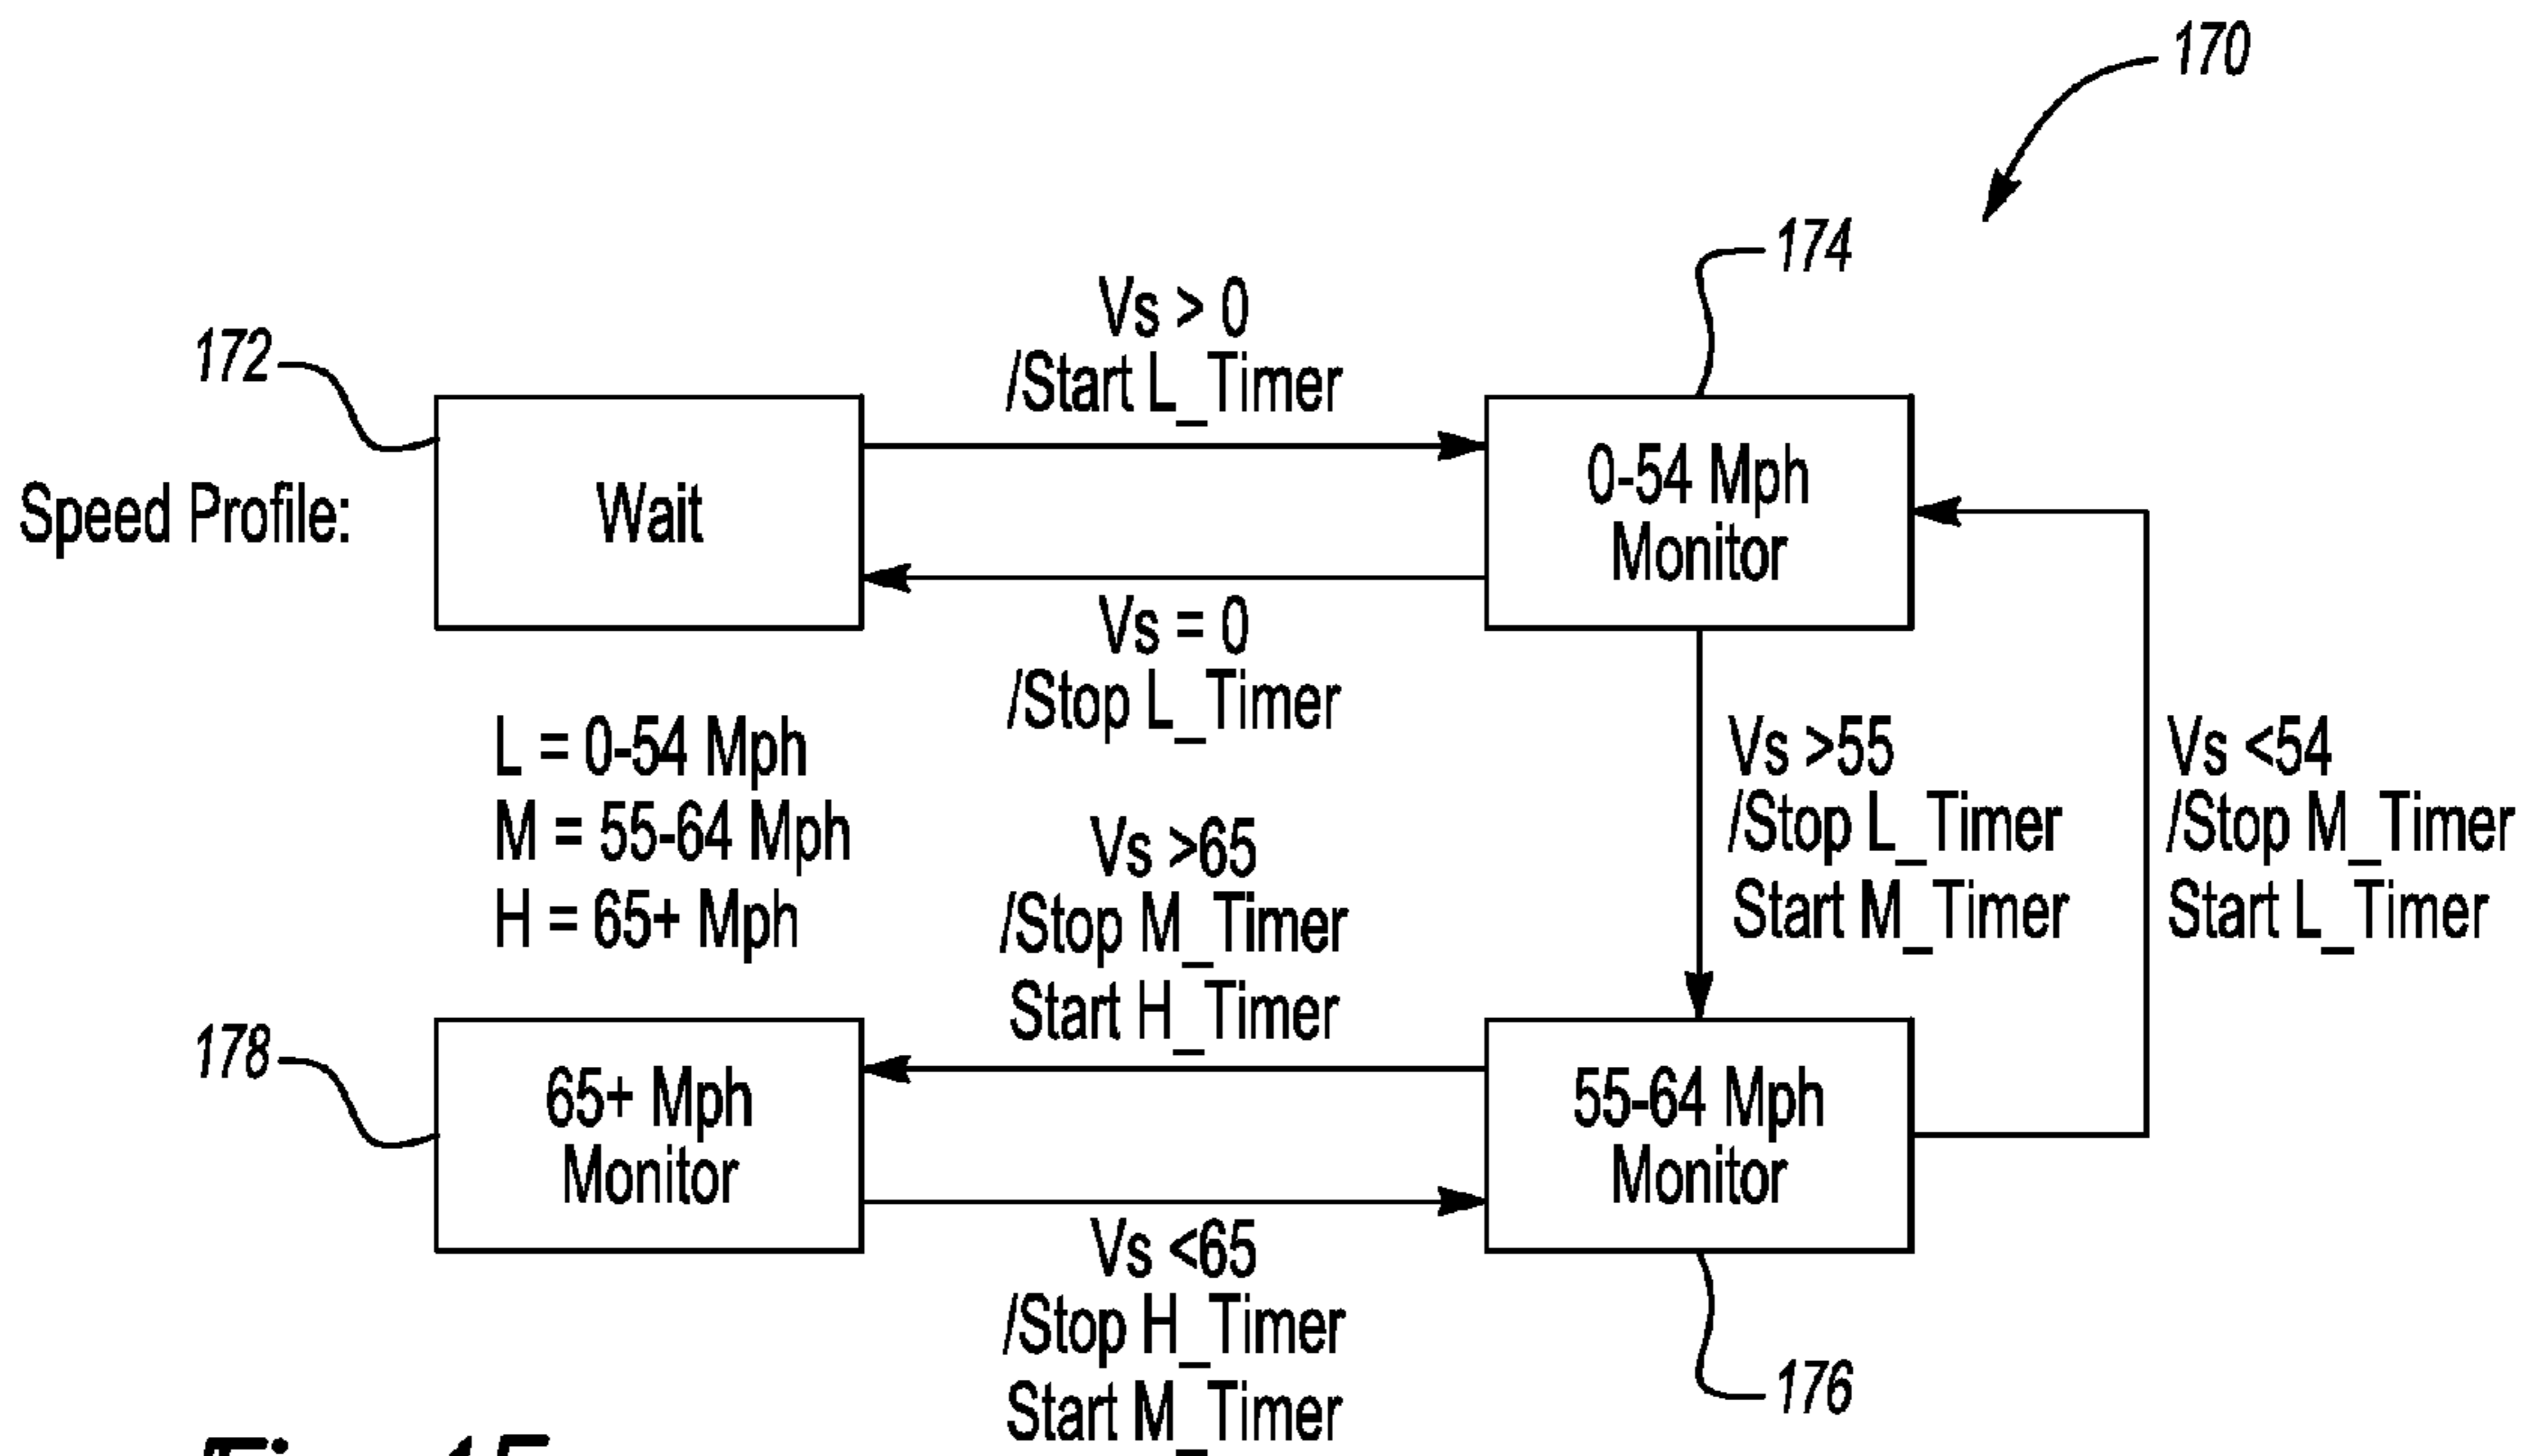 170
174
172
Vs > 0
/Start L_Timer
Speed Profile:
Wait
0-54 Mph
Monitor
Vs = 0
/Stop L_Timer
L = 0-54 Mph
M = 55-64 Mph
H = 65+ Mph
Vs >55
/Stop L_Timer
Start M_Timer
Vs <54
/Stop M_Timer
Start L_Timer
Vs >65
/Stop M_Timer
Start H_Timer
178
65+ Mph
Monitor
55-64 Mph
Monitor
Vs <65
/Stop H_Timer
Start M_Timer
176